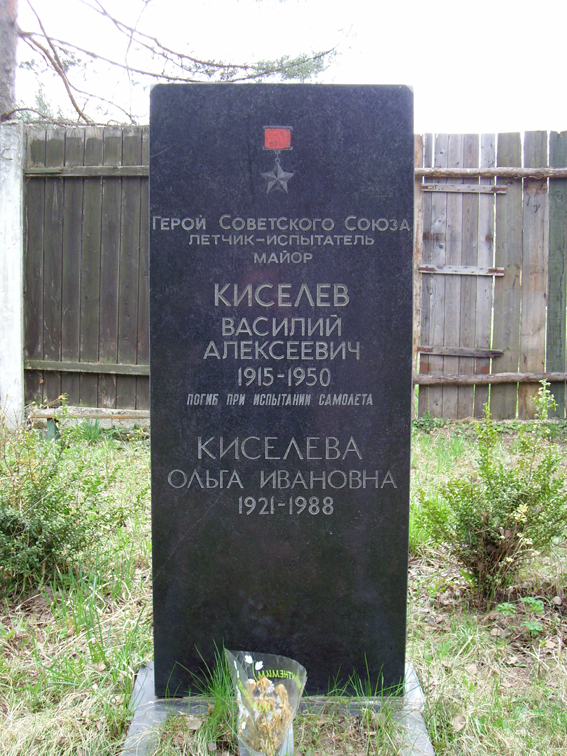 Герой Советского Союза
летчик-испытатель
майор
Киселев
Василий
Алексеевич
1915-1950
погиб при испытании самолета
Киселева
Ольга Ивановна
1921-1988